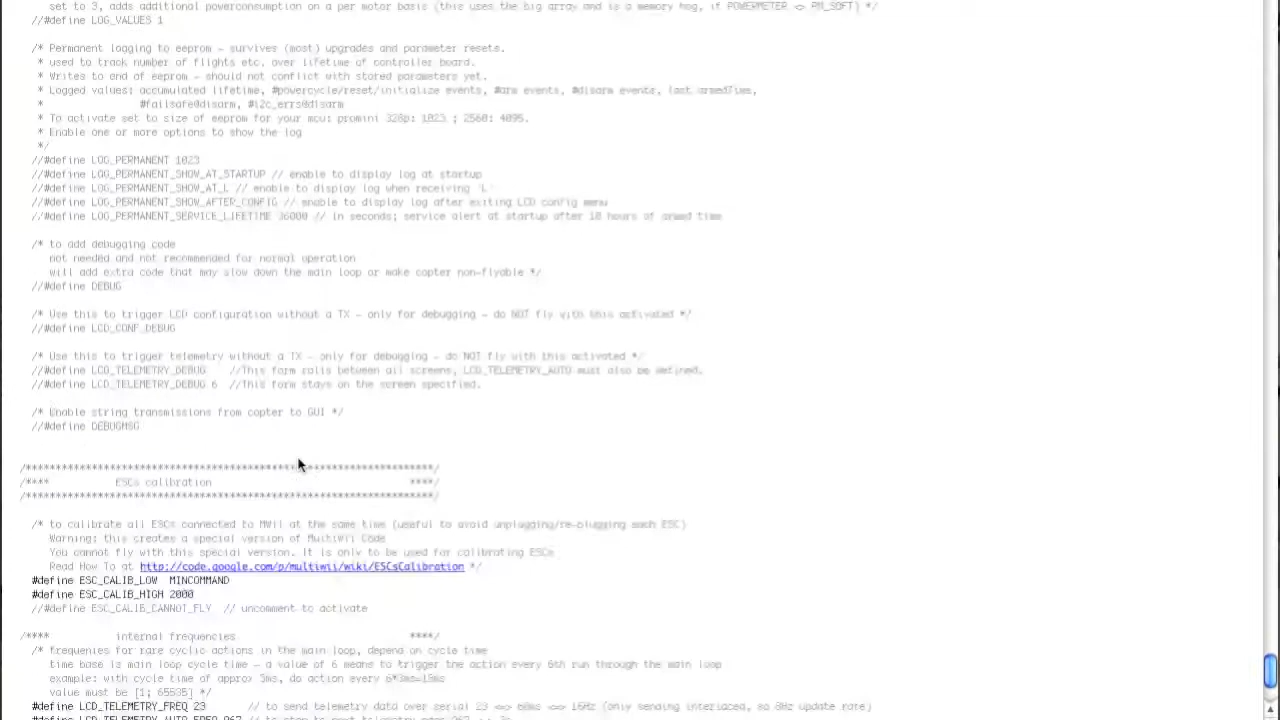 set to 3, adds additional powerconsumption on a per motor basis (this uses the big array and is a memory hog, if POWERMETER <> PM_SOFT) */
//#define LOG_VALUES 1
/* Permanent logging to eeprom - survives (most) upgrades and parameter resets.
* used to track number of flights etc. over lifetime of controller board.
* Writes to end of eeprom - should not conflict with stored parameters yet.
* Logged values: accumulated lifetime, #powercycle/reset/initialize events, #arm events, #disarm events, last armedTime,
#failsafe@disarm, #i2c_errs@disarm
* To activate set to size of eeprom for your mcu: promini 328p: 1023 ; 2560: 4095.
* Enable one or more options to show the log
*/
//#define LOG_PERMANENT 1023
//#define LOG_PERMANENT_SHOW_AT_STARTUP // enable to display log at startup
//#define LOG_PERMANENT_SHOW_AT_L // enable to display log when receiving 'L'
//#define LOG_PERMANENT_SHOW_AFTER_CONFIG // enable to display log after exiting LCD config menu
//#define LOG_PERMANENT_SERVICE_LIFETIME 36000 // in seconds; service alert at startup after 10 hours of armed time
/* to add debugging code
not needed and not recommended for normal operation
will add extra code that may slow down the main loop or make copter non-flyable */
//#define DEBUG
/* Use this to trigger LCD configuration without a TX - only for debugging - do NOT fly with this activated */
//#define LCD_CONF_DEBUG
/* Use this to trigger telemetry without a TX - only for debugging - do NOT fly with this activated */
//#define LCD_TELEMETRY_DEBUG //This form rolls between all screens, LCD_TELEMETRY_AUTO must also be defined.
//#define LCD_TELEMETRY_DEBUG 6 //This form stays on the screen specified.
/* Enable string transmissions from copter to GUI */
//#define DEBUGMSG
/********************************************************************/
/**** ESCs calibration ****/
/********************************************************************/
/* to calibrate all ESCs connected to MWii at the same time (useful to avoid unplugging/re-plugging each ESC)
Warning: this creates a special version of MultiWii Code
You cannot fly with this special version. It is only to be used for calibrating ESCs
Read How To at http://code.google.com/p/multiwii/wiki/ESCsCalibration */
#define ESC_CALIB_LOW MINCOMMAND
#define ESC_CALIB_HIGH 2000
//#define ESC_CALIB_CANNOT_FLY // uncomment to activate
/**** internal frequencies ****/
/* frequenies for rare cyclic actions in the main loop, depend on cycle time
time base is main loop cycle time - a value of 6 means to trigger the action every 6th run through the main loop
example: with cycle time of approx 3ms, do action every 6*3ms=18ms
value must be [1; 65535] */
#define LCD_TELEMETRY_FREQ 23 // to send telemetry data over serial 23 <=> 60ms <=> 16Hz (only sending interlaced, so 8Hz update rate)
#define LCD_TELEMETRY_AUTO_FREQ 967 // to step to next telemetry page 967 <=> 3s